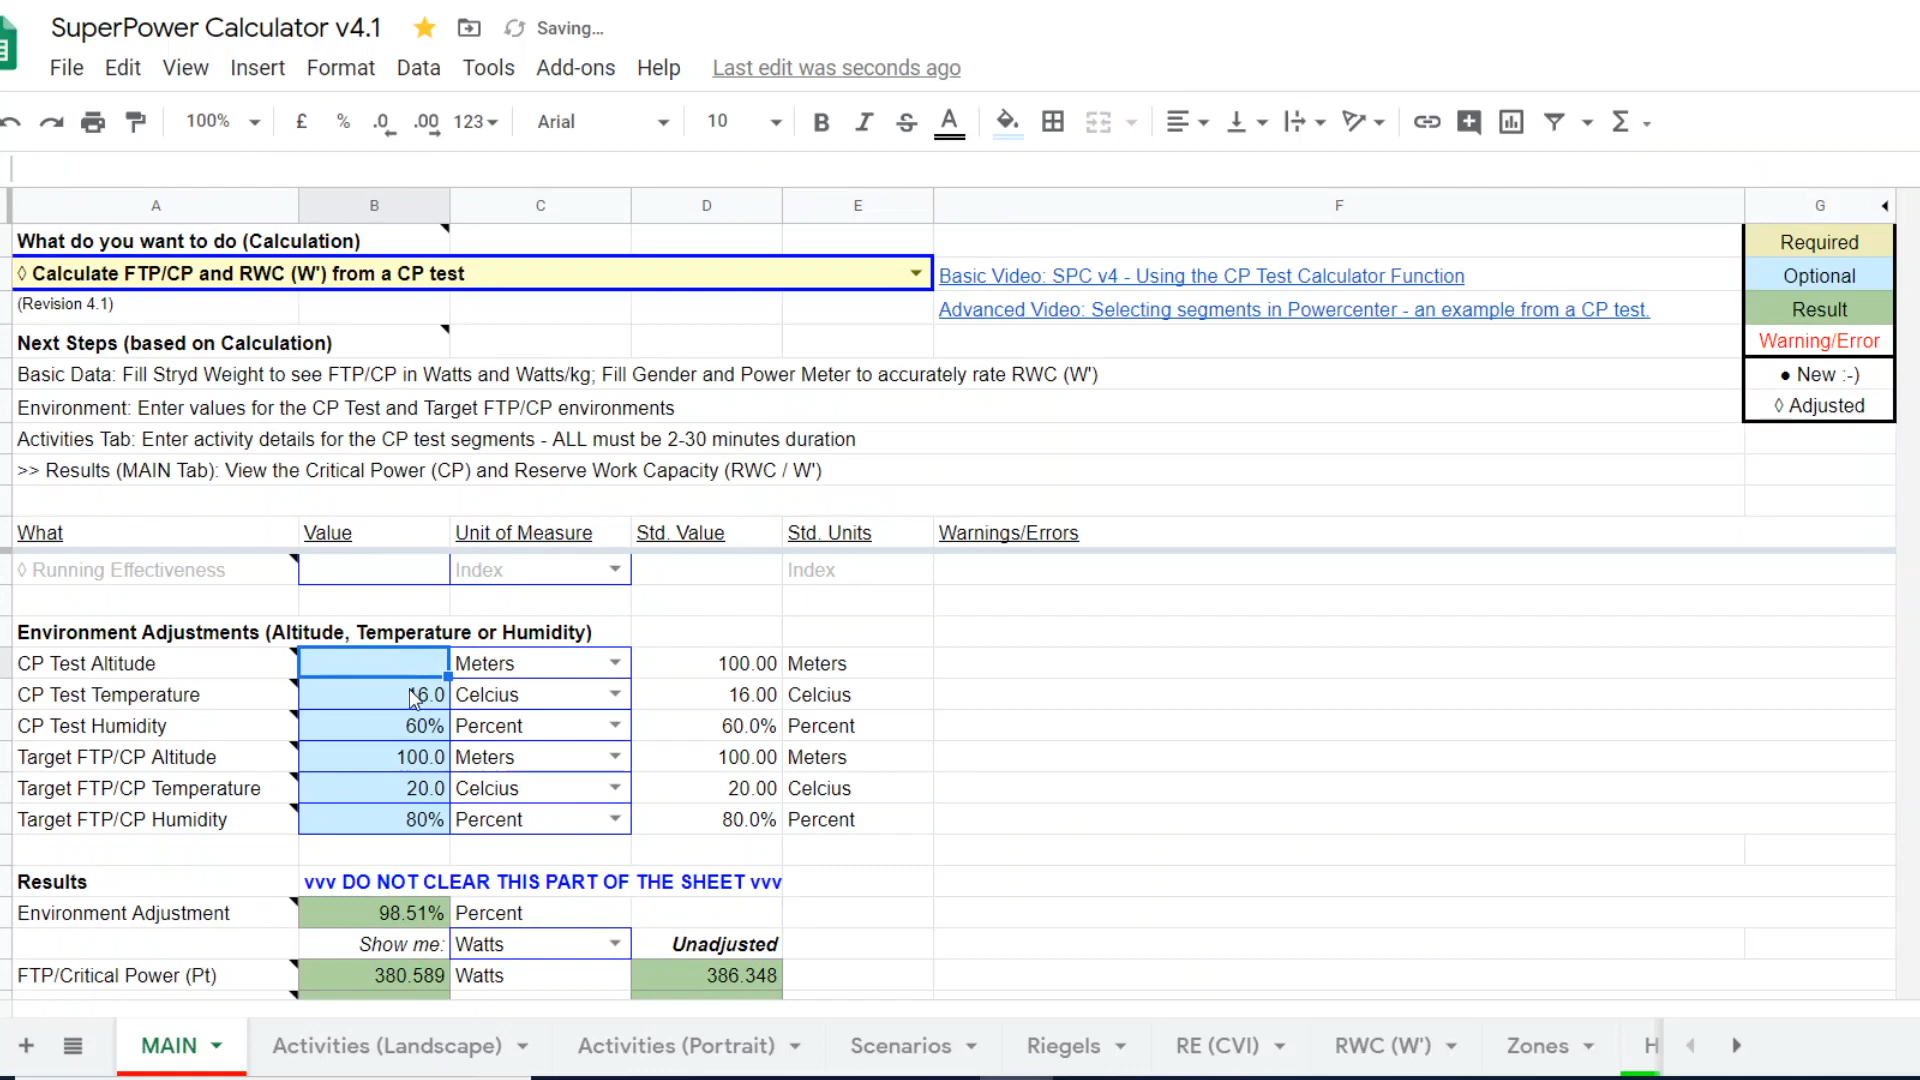 SuperPower Calculator v4.1 Saving...
File Edit View Insert Format Data Tools Add-ons Help Last edit was seconds ago
100% £ % .0 .00 123 Arial 10 B I S A Σ
A B C D E F G
What do you want to do (Calculation) Required
◊ Calculate FTP/CP and RWC (W') from a CP test Basic Video: SPC v4 - Using the CP Test Calculator Function Optional
(Revision 4.1) Advanced Video: Selecting segments in Powercenter - an example from a CP test. Result
Next Steps (based on Calculation) Warning/Error
Basic Data: Fill Stryd Weight to see FTP/CP in Watts and Watts/kg; Fill Gender and Power Meter to accurately rate RWC (W') ● New :-)
Environment: Enter values for the CP Test and Target FTP/CP environments ◊ Adjusted
Activities Tab: Enter activity details for the CP test segments - ALL must be 2-30 minutes duration
>> Results (MAIN Tab): View the Critical Power (CP) and Reserve Work Capacity (RWC / W')
What Value Unit of Measure Std. Value Std. Units Warnings/Errors
◊ Running Effectiveness Index Index
Environment Adjustments (Altitude, Temperature or Humidity)
CP Test Altitude Meters 100.00 Meters
CP Test Temperature 16.0 Celcius 16.00 Celcius
CP Test Humidity 60% Percent 60.0% Percent
Target FTP/CP Altitude 100.0 Meters 100.00 Meters
Target FTP/CP Temperature 20.0 Celcius 20.00 Celcius
Target FTP/CP Humidity 80% Percent 80.0% Percent
Results vvv DO NOT CLEAR THIS PART OF THE SHEET vvv
Environment Adjustment 98.51% Percent
Show me: Watts Unadjusted
FTP/Critical Power (Pt) 380.589 Watts 386.348
+ MAIN Activities (Landscape) Activities (Portrait) Scenarios Riegels RE (CVI) RWC (W') Zones H